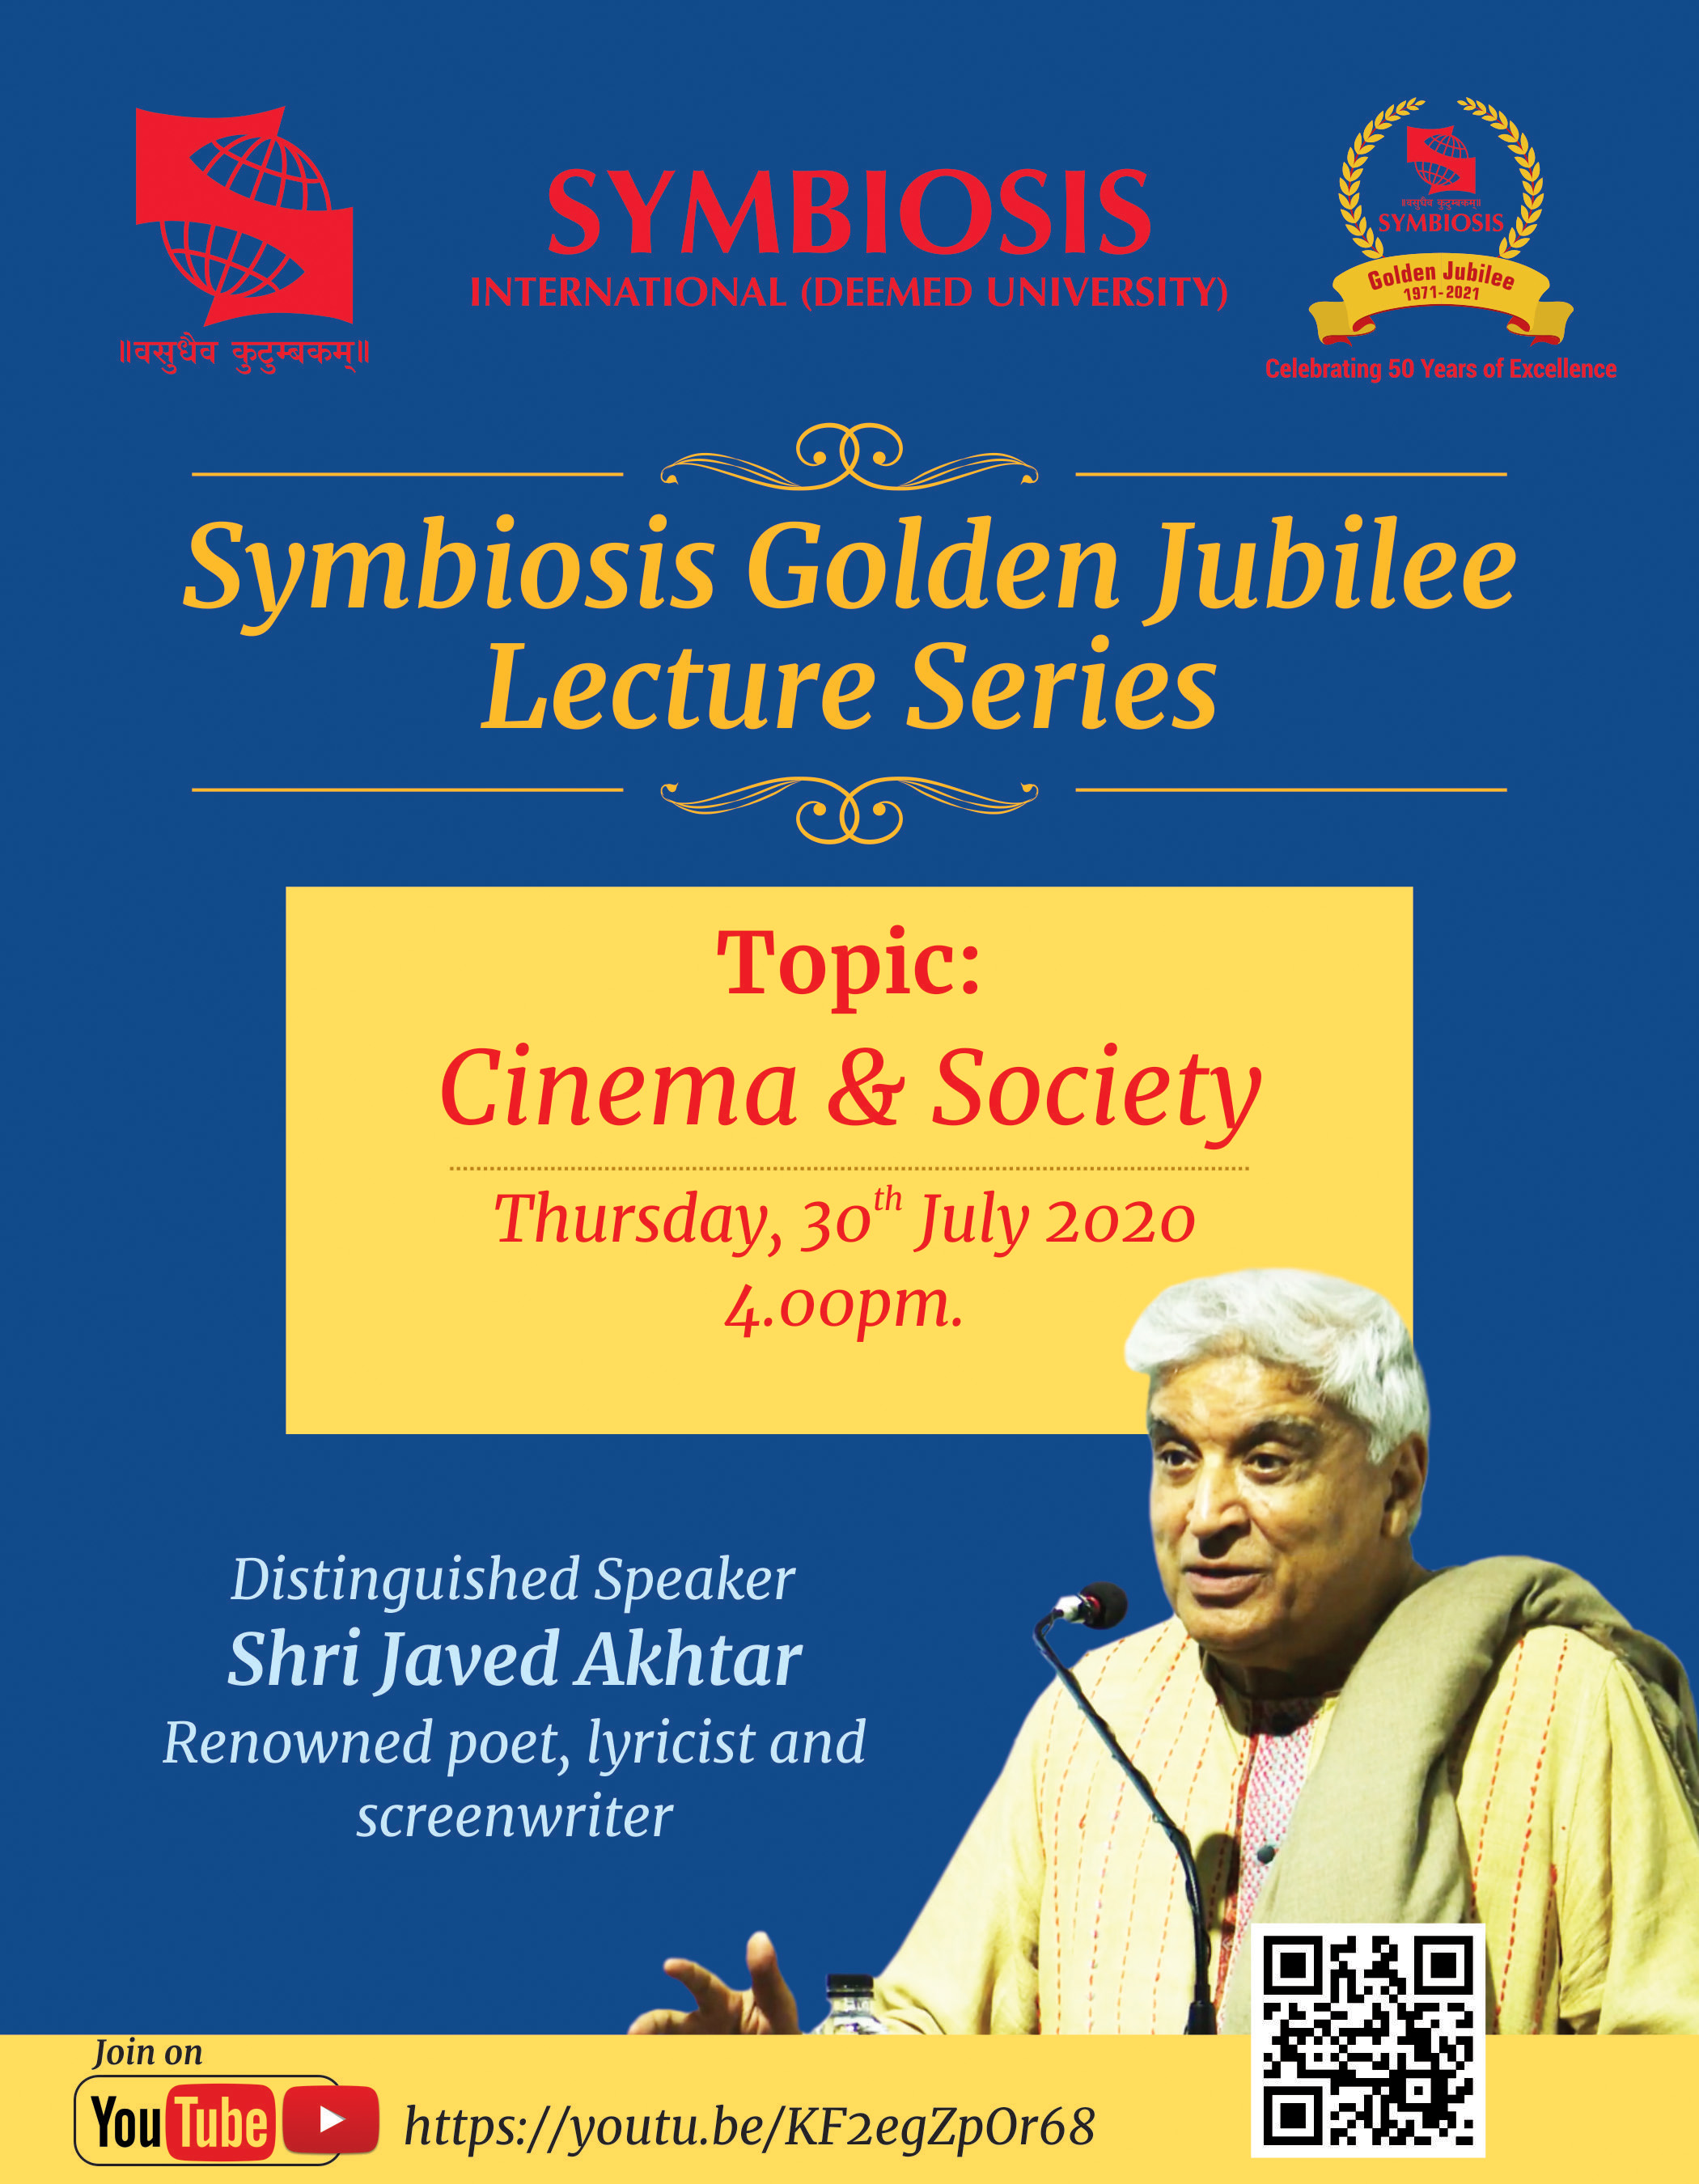 ॥वसुधैव कुटुम्बकम्॥
SYMBIOSIS
INTERNATIONAL (DEEMED UNIVERSITY)
॥वसुधैव कुटुम्बकम्॥
SYMBIOSIS
Golden Jubilee
1971-2021
Celebrating 50 Years of Excellence
Symbiosis Golden Jubilee
Lecture Series
Topic:
Cinema & Society
Thursday, 30th July 2020
4.00pm.
Distinguished Speaker
Shri Javed Akhtar
Renowned poet, lyricist and
screenwriter
Join on
YouTube
https://youtu.be/KF2egZpOr68